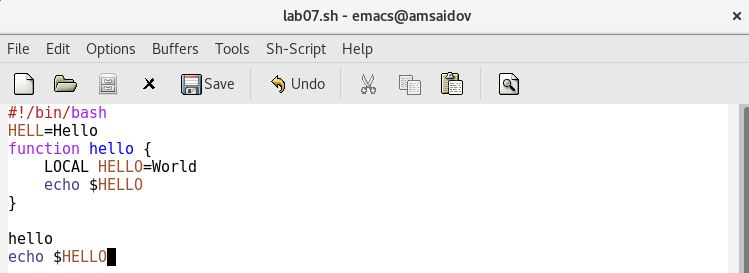 lab07.sh - emacs@amsaidov ×
File Edit Options Buffers Tools Sh-Script Help
Save Undo
#!/bin/bash
HELL=Hello
function hello {
    LOCAL HELLO=World
    echo $HELLO
}
hello
echo $HELLO